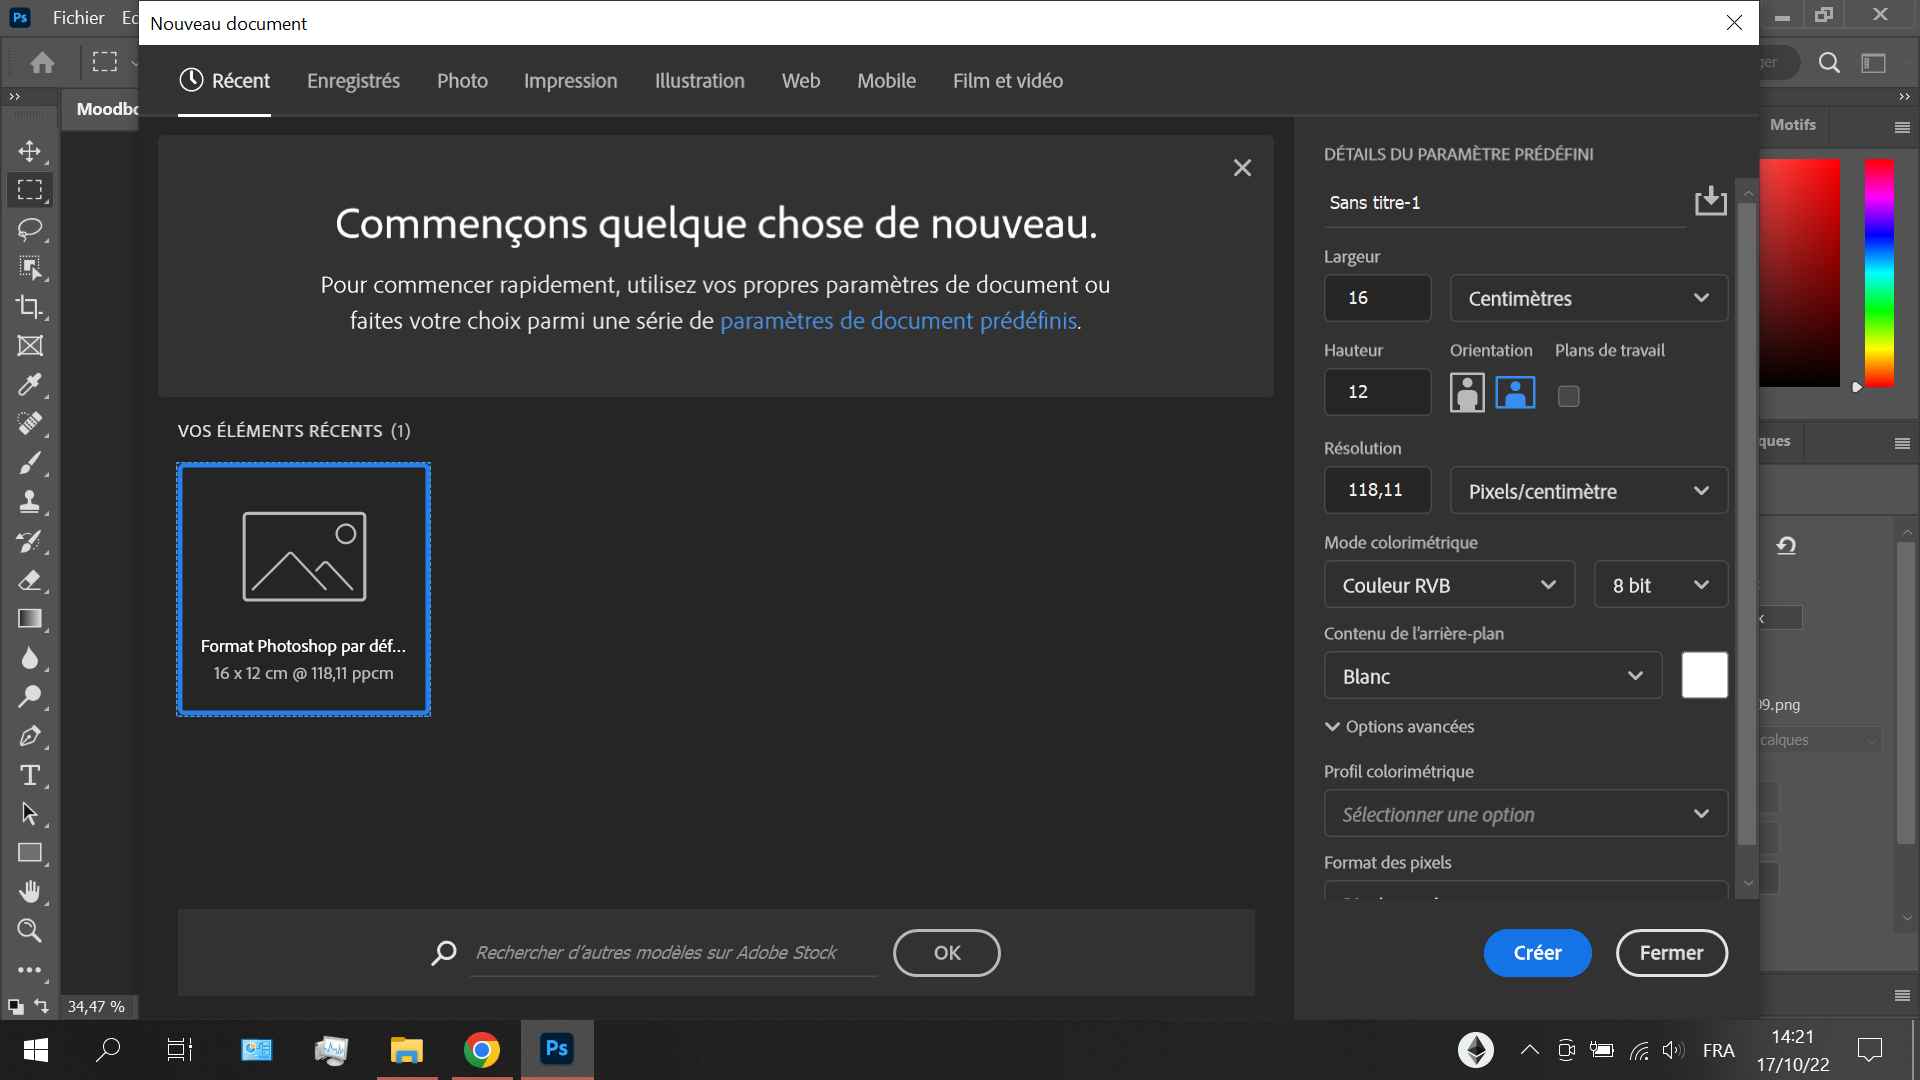 Ps Fichier
Nouveau document
Récent Enregistrés Photo Impression Illustration Web Mobile Film et vidéo
Motifs
Commençons quelque chose de nouveau.
Pour commencer rapidement, utilisez vos propres paramètres de document ou
faites votre choix parmi une série de paramètres de document prédéfinis.
VOS ÉLÉMENTS RÉCENTS (1)
Format Photoshop par déf...
16 x 12 cm @ 118,11 ppcm
Rechercher d’autres modèles sur Adobe Stock
OK
DÉTAILS DU PARAMÈTRE PRÉDÉFINI
Sans titre-1
Largeur
16 Centimètres
Hauteur Orientation Plans de travail
12
Résolution
118,11 Pixels/centimètre
Mode colorimétrique
Couleur RVB 8 bit
Contenu de l’arrière-plan
Blanc
Options avancées
Profil colorimétrique
Sélectionner une option
Format des pixels
Créer Fermer
calques
34,47 %
Ps
FRA
14:21
17/10/22